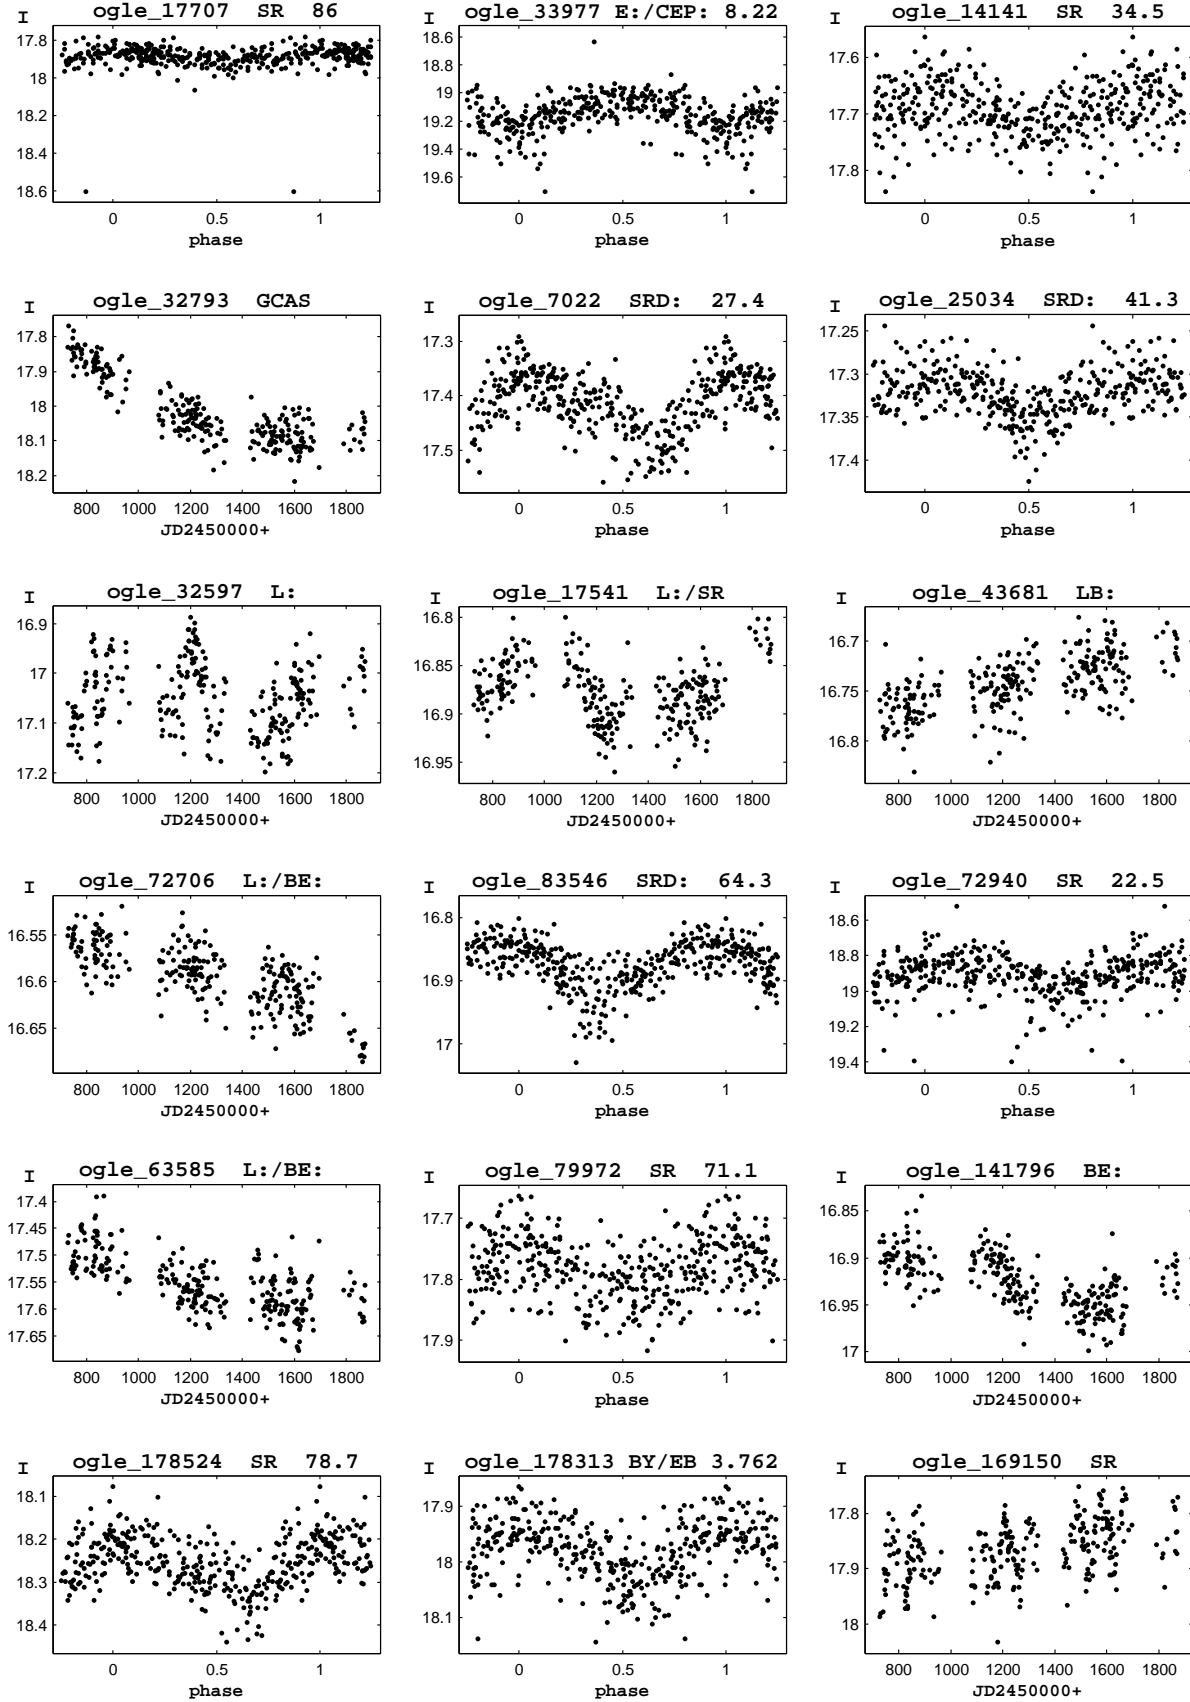 I ogle_17707 SR 86
17.8
18
18.2
18.4
18.6
0 0.5 1
phase
I ogle_33977 E:/CEP: 8.22
18.6
18.8
19
19.2
19.4
19.6
0 0.5 1
phase
I ogle_14141 SR 34.5
17.6
17.7
17.8
0 0.5 1
phase
I ogle_32793 GCAS
17.8
17.9
18
18.1
18.2
800 1000 1200 1400 1600 1800
JD2450000+
I ogle_7022 SRD: 27.4
17.3
17.4
17.5
0 0.5 1
phase
I ogle_25034 SRD: 41.3
17.25
17.3
17.35
17.4
0 0.5 1
phase
I ogle_32597 L:
16.9
17
17.1
17.2
800 1000 1200 1400 1600 1800
JD2450000+
I ogle_17541 L:/SR
16.8
16.85
16.9
16.95
800 1000 1200 1400 1600 1800
JD2450000+
I ogle_43681 LB:
16.7
16.75
16.8
800 1000 1200 1400 1600 1800
JD2450000+
I ogle_72706 L:/BE:
16.55
16.6
16.65
800 1000 1200 1400 1600 1800
JD2450000+
I ogle_83546 SRD: 64.3
16.8
16.9
17
0 0.5 1
phase
I ogle_72940 SR 22.5
18.6
18.8
19
19.2
19.4
0 0.5 1
phase
I ogle_63585 L:/BE:
17.4
17.45
17.5
17.55
17.6
17.65
800 1000 1200 1400 1600 1800
JD2450000+
I ogle_79972 SR 71.1
17.7
17.8
17.9
0 0.5 1
phase
I ogle_141796 BE:
16.85
16.9
16.95
17
800 1000 1200 1400 1600 1800
JD2450000+
I ogle_178524 SR 78.7
18.1
18.2
18.3
18.4
0 0.5 1
phase
I ogle_178313 BY/EB 3.762
17.9
18
18.1
0 0.5 1
phase
I ogle_169150 SR
17.8
17.9
18
800 1000 1200 1400 1600 1800
JD2450000+